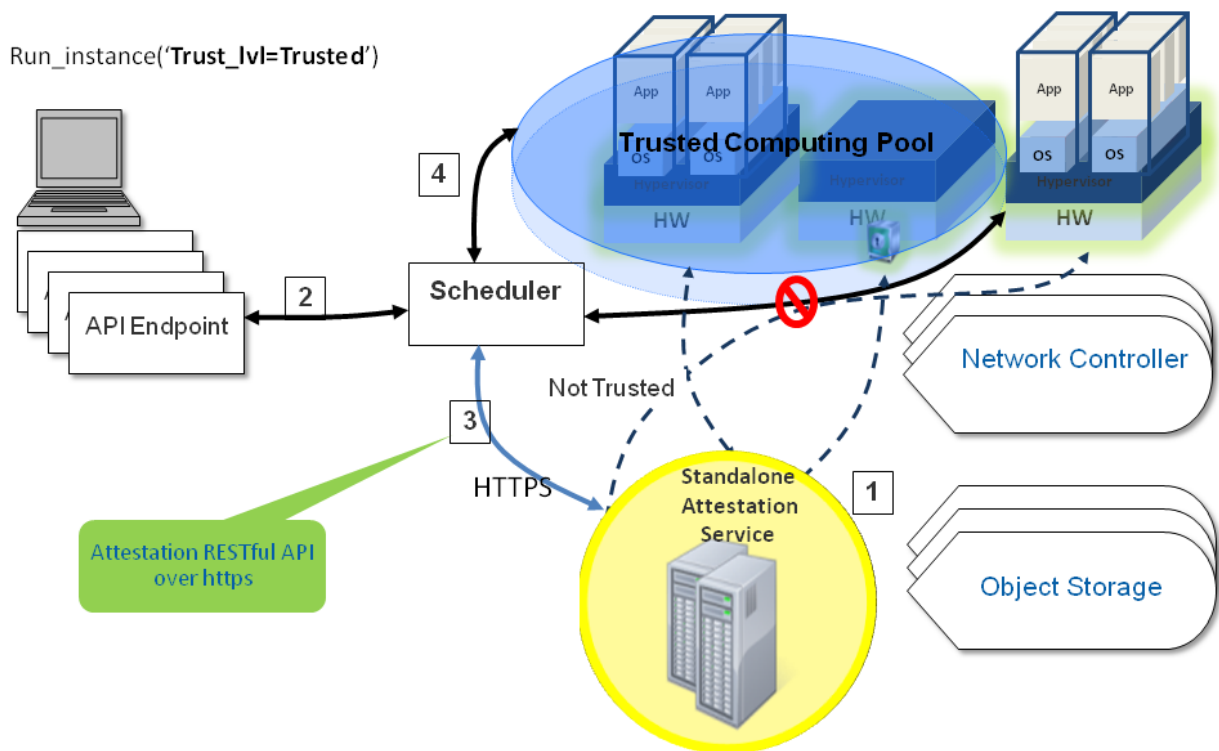 Run_instance('Trust_lvl=Trusted')
App
App
App
App
Trusted Computing Pool
OS
OS
OS
OS
Hypervisor
Hypervisor
Hypervisor
HW
HW
HW
4
2
Scheduler
API Endpoint
A
A
A
Network Controller
Not Trusted
3
HTTPS
Standalone
Attestation
Service
1
Attestation RESTful API
over https
Object Storage